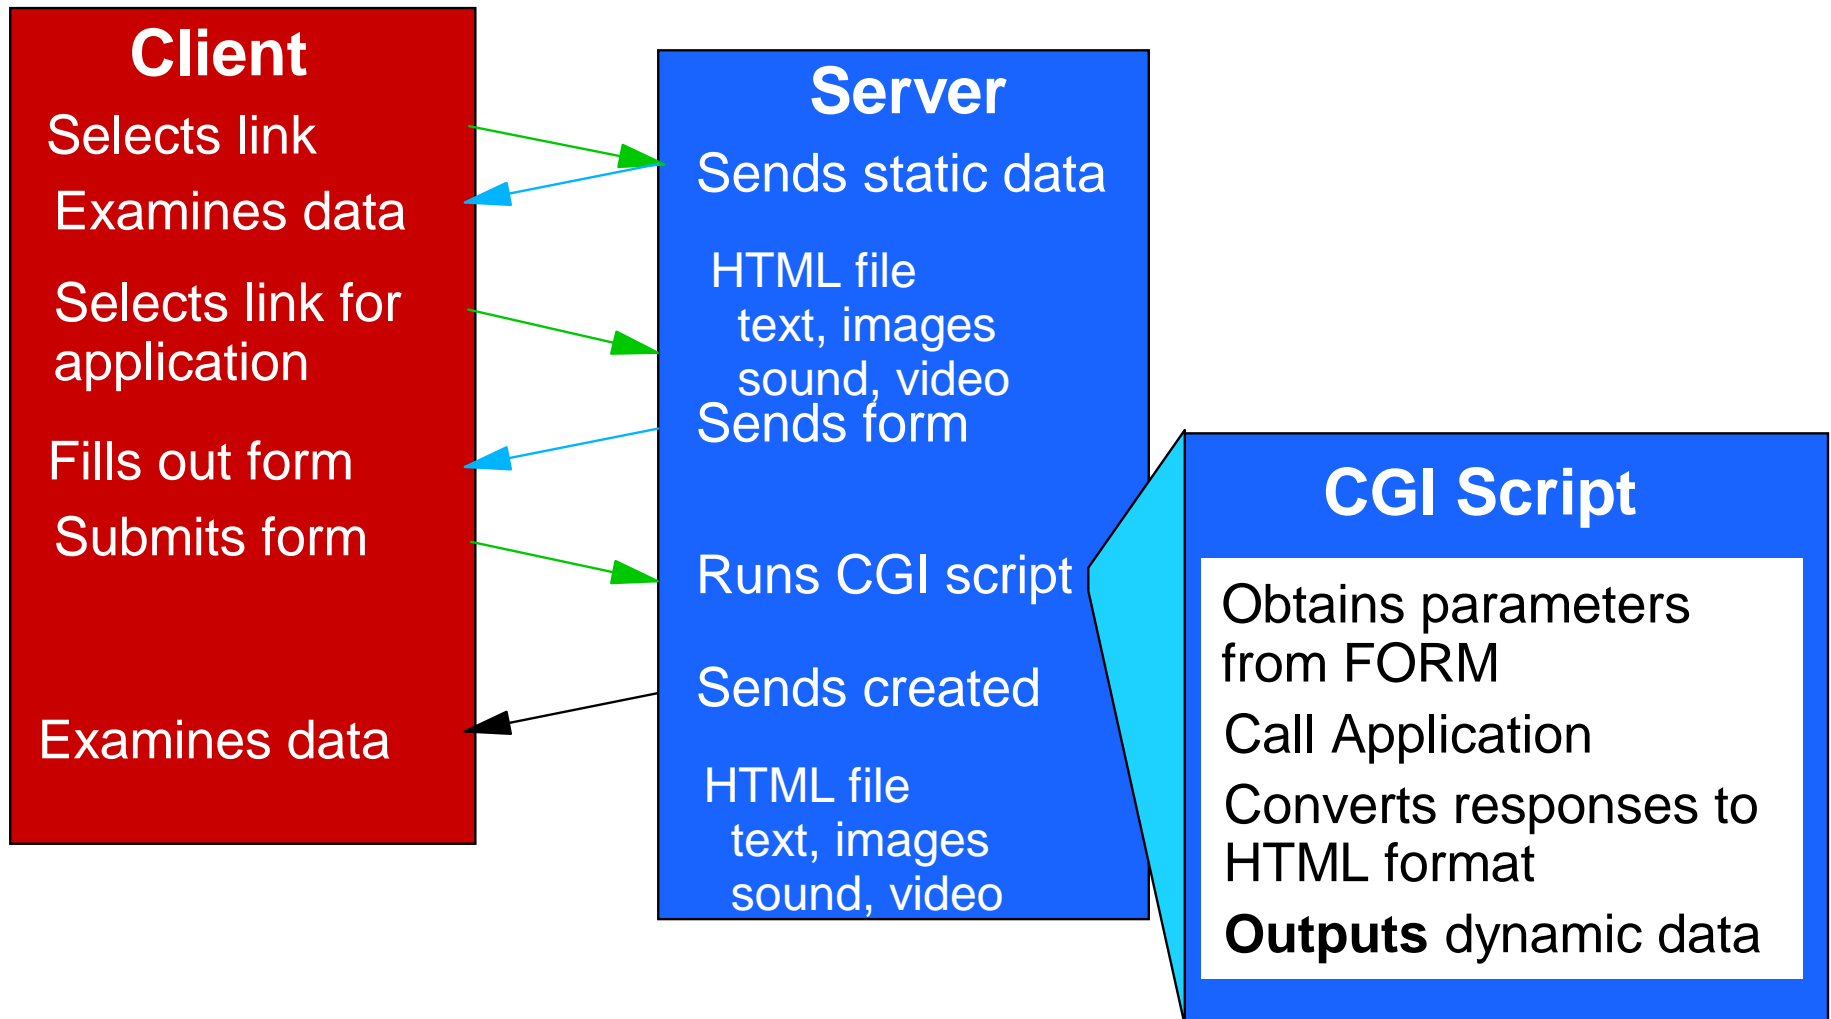 Client
Selects link
Examines data
Selects link for
application
Fills out form
Submits form
Examines data
Server
Sends static data
HTML file
text, images
sound, video
Sends form
Runs CGI script
Sends created
HTML file
text, images
sound, video
CGI Script
Obtains parameters
from FORM
Call Application
Converts responses to
HTML format
Outputs dynamic data